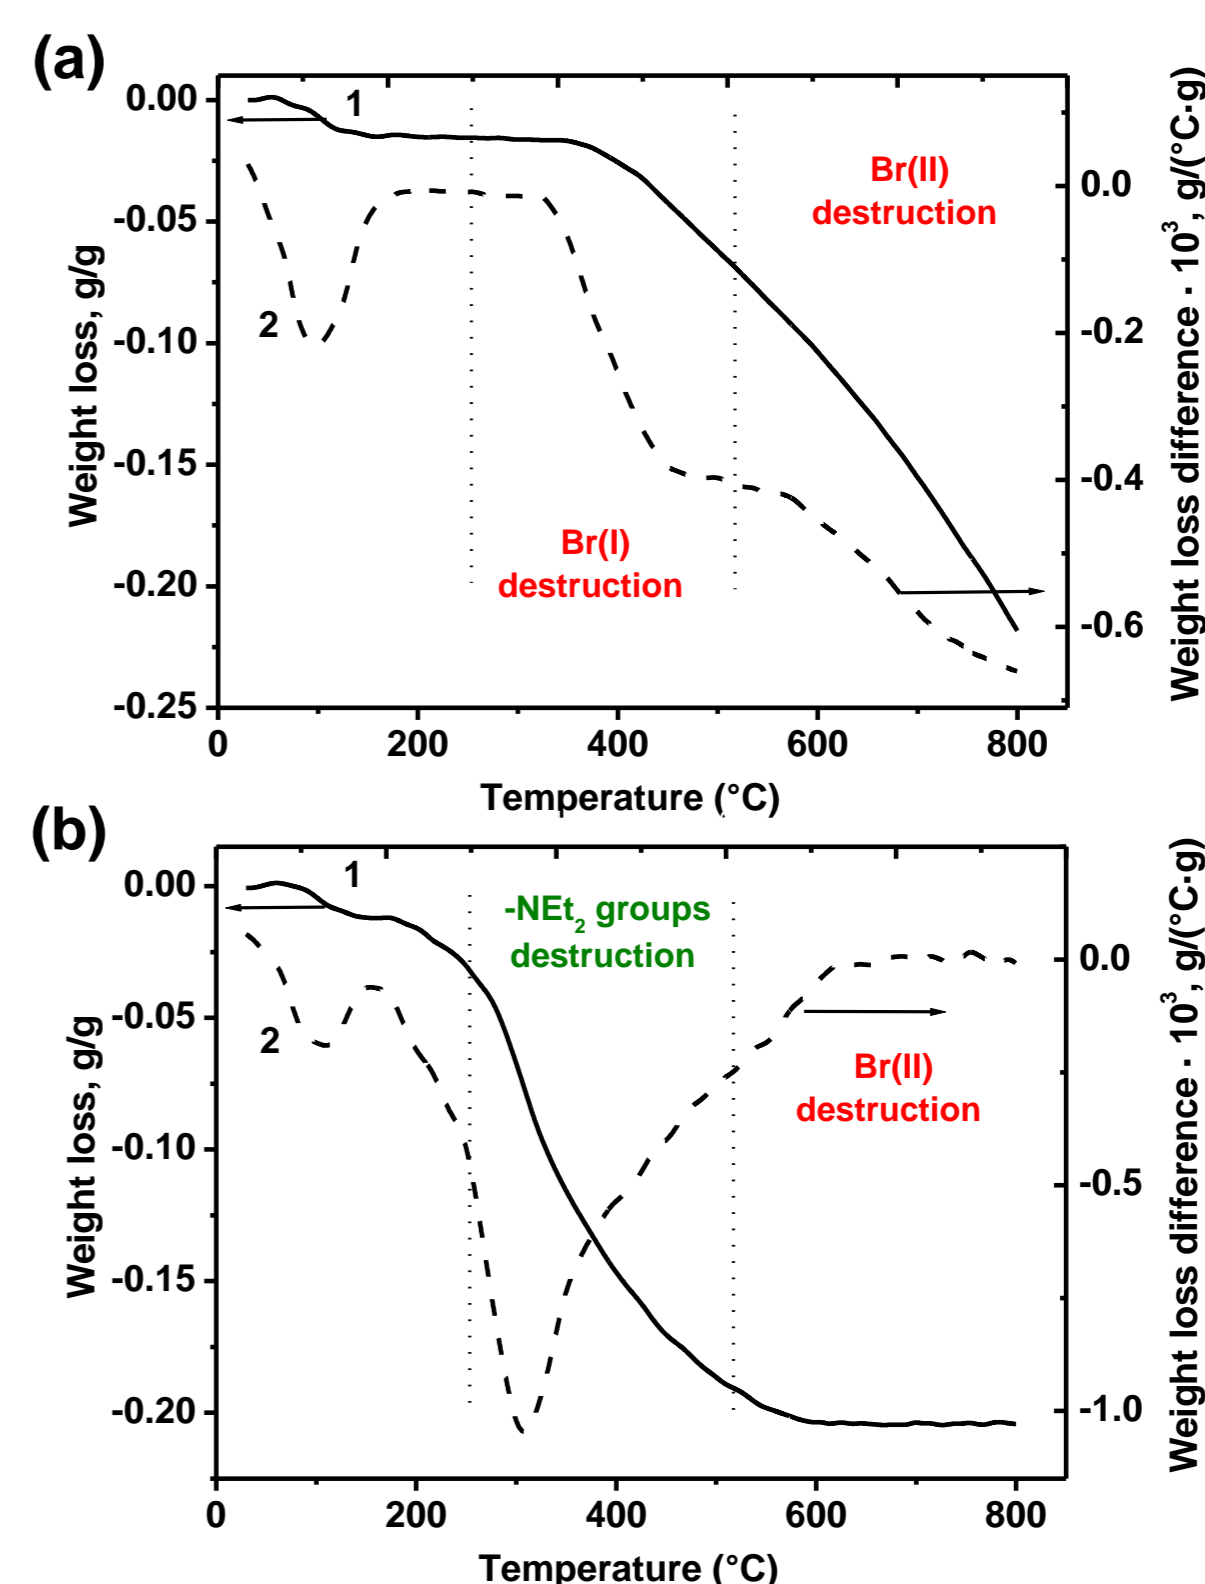 (a)
0.00
-0.05
-0.10
-0.15
-0.20
-0.25
Weight loss, g/g
1
2
Br(I)
destruction
Br(II)
destruction
0.0
-0.2
-0.4
-0.6
Weight loss difference · 10³, g/(°C·g)
0
200
400
600
800
Temperature (°C)
(b)
0.00
-0.05
-0.10
-0.15
-0.20
Weight loss, g/g
1
2
-NEt₂ groups
destruction
Br(II)
destruction
0.0
-0.5
-1.0
Weight loss difference · 10³, g/(°C·g)
0
200
400
600
800
Temperature (°C)